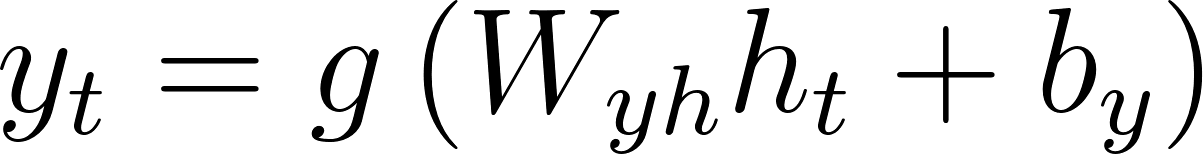 y_t = g (W_{yh} h_t + b_y)